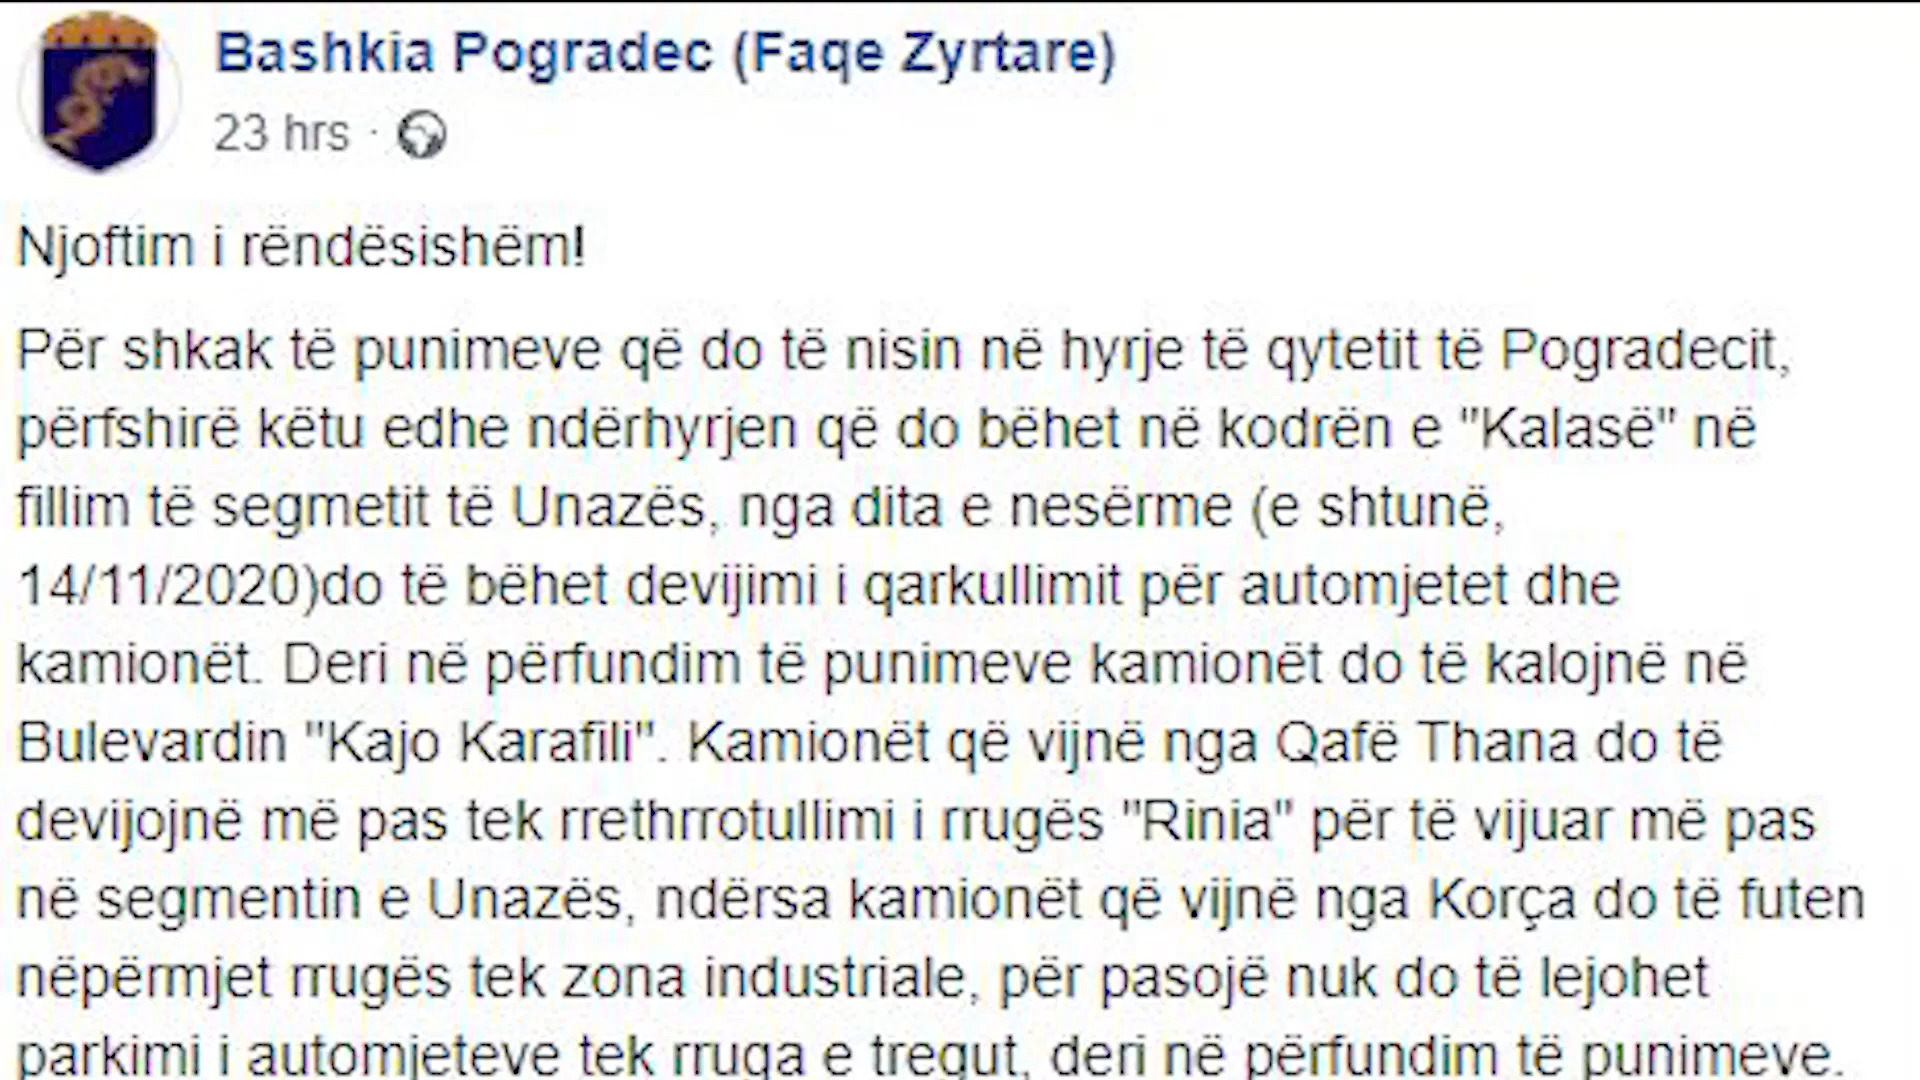 Bashkia Pogradec (Faqe Zyrtare)
23 hrs ·
Njoftim i rëndësishëm!
Për shkak të punimeve që do të nisin në hyrje të qytetit të Pogradecit,
përfshirë këtu edhe ndërhyrjen që do bëhet në kodrën e "Kalasë" në
fillim të segmetit të Unazës, nga dita e nesërme (e shtunë,
14/11/2020)do të bëhet devijimi i qarkullimit për automjetet dhe
kamionët. Deri në përfundim të punimeve kamionët do të kalojnë në
Bulevardin "Kajo Karafili". Kamionët që vijnë nga Qafë Thana do të
devijojnë më pas tek rrethrrotullimi i rrugës "Rinia" për të vijuar më pas
në segmentin e Unazës, ndërsa kamionët që vijnë nga Korça do të futen
nëpërmjet rrugës tek zona industriale, për pasojë nuk do të lejohet
parkimi i automjeteve tek rruga e tregut, deri në përfundim të punimeve.